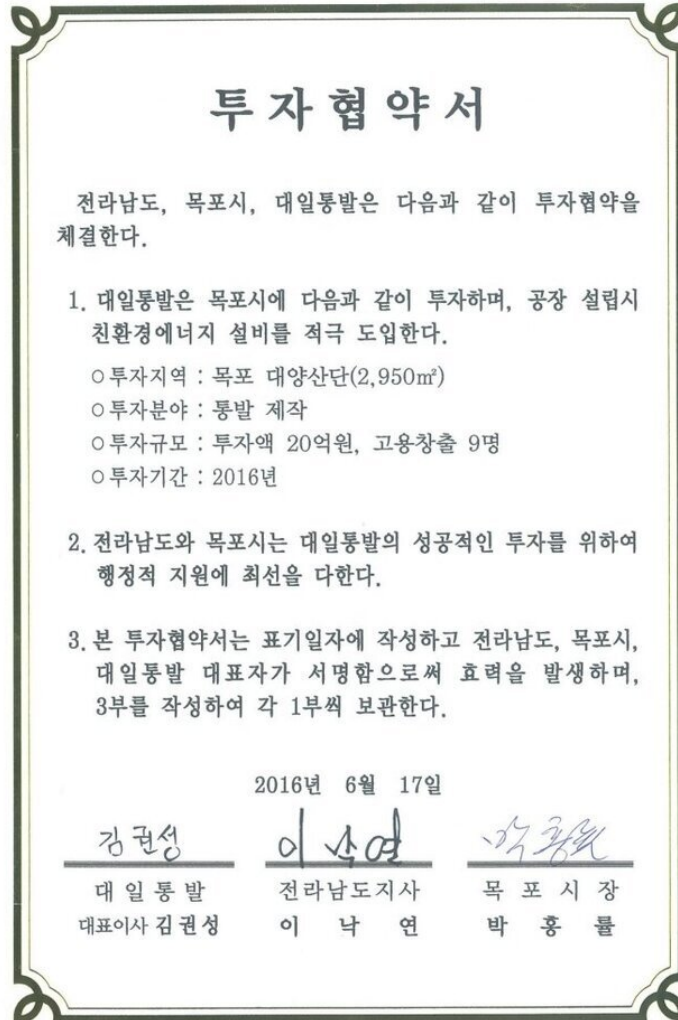 투자협약서
전라남도, 목포시, 대일통발은 다음과 같이 투자협약을
체결한다.
1. 대일통발은 목포시에 다음과 같이 투자하며, 공장 설립시
친환경에너지 설비를 적극 도입한다.
○투자지역 : 목포 대양산단(2,950㎡)
○투자분야 : 통발 제작
○투자규모 : 투자액 20억원, 고용창출 9명
○투자기간 : 2016년
2. 전라남도와 목포시는 대일통발의 성공적인 투자를 위하여
행정적 지원에 최선을 다한다.
3. 본 투자협약서는 표기일자에 작성하고 전라남도, 목포시,
대일통발 대표자가 서명함으로써 효력을 발생하며,
3부를 작성하여 각 1부씩 보관한다.
2016년 6월 17일
김권성 이낙연 박홍률
대일통발 전라남도지사 목포시장
대표이사 김권성 이낙연 박홍률